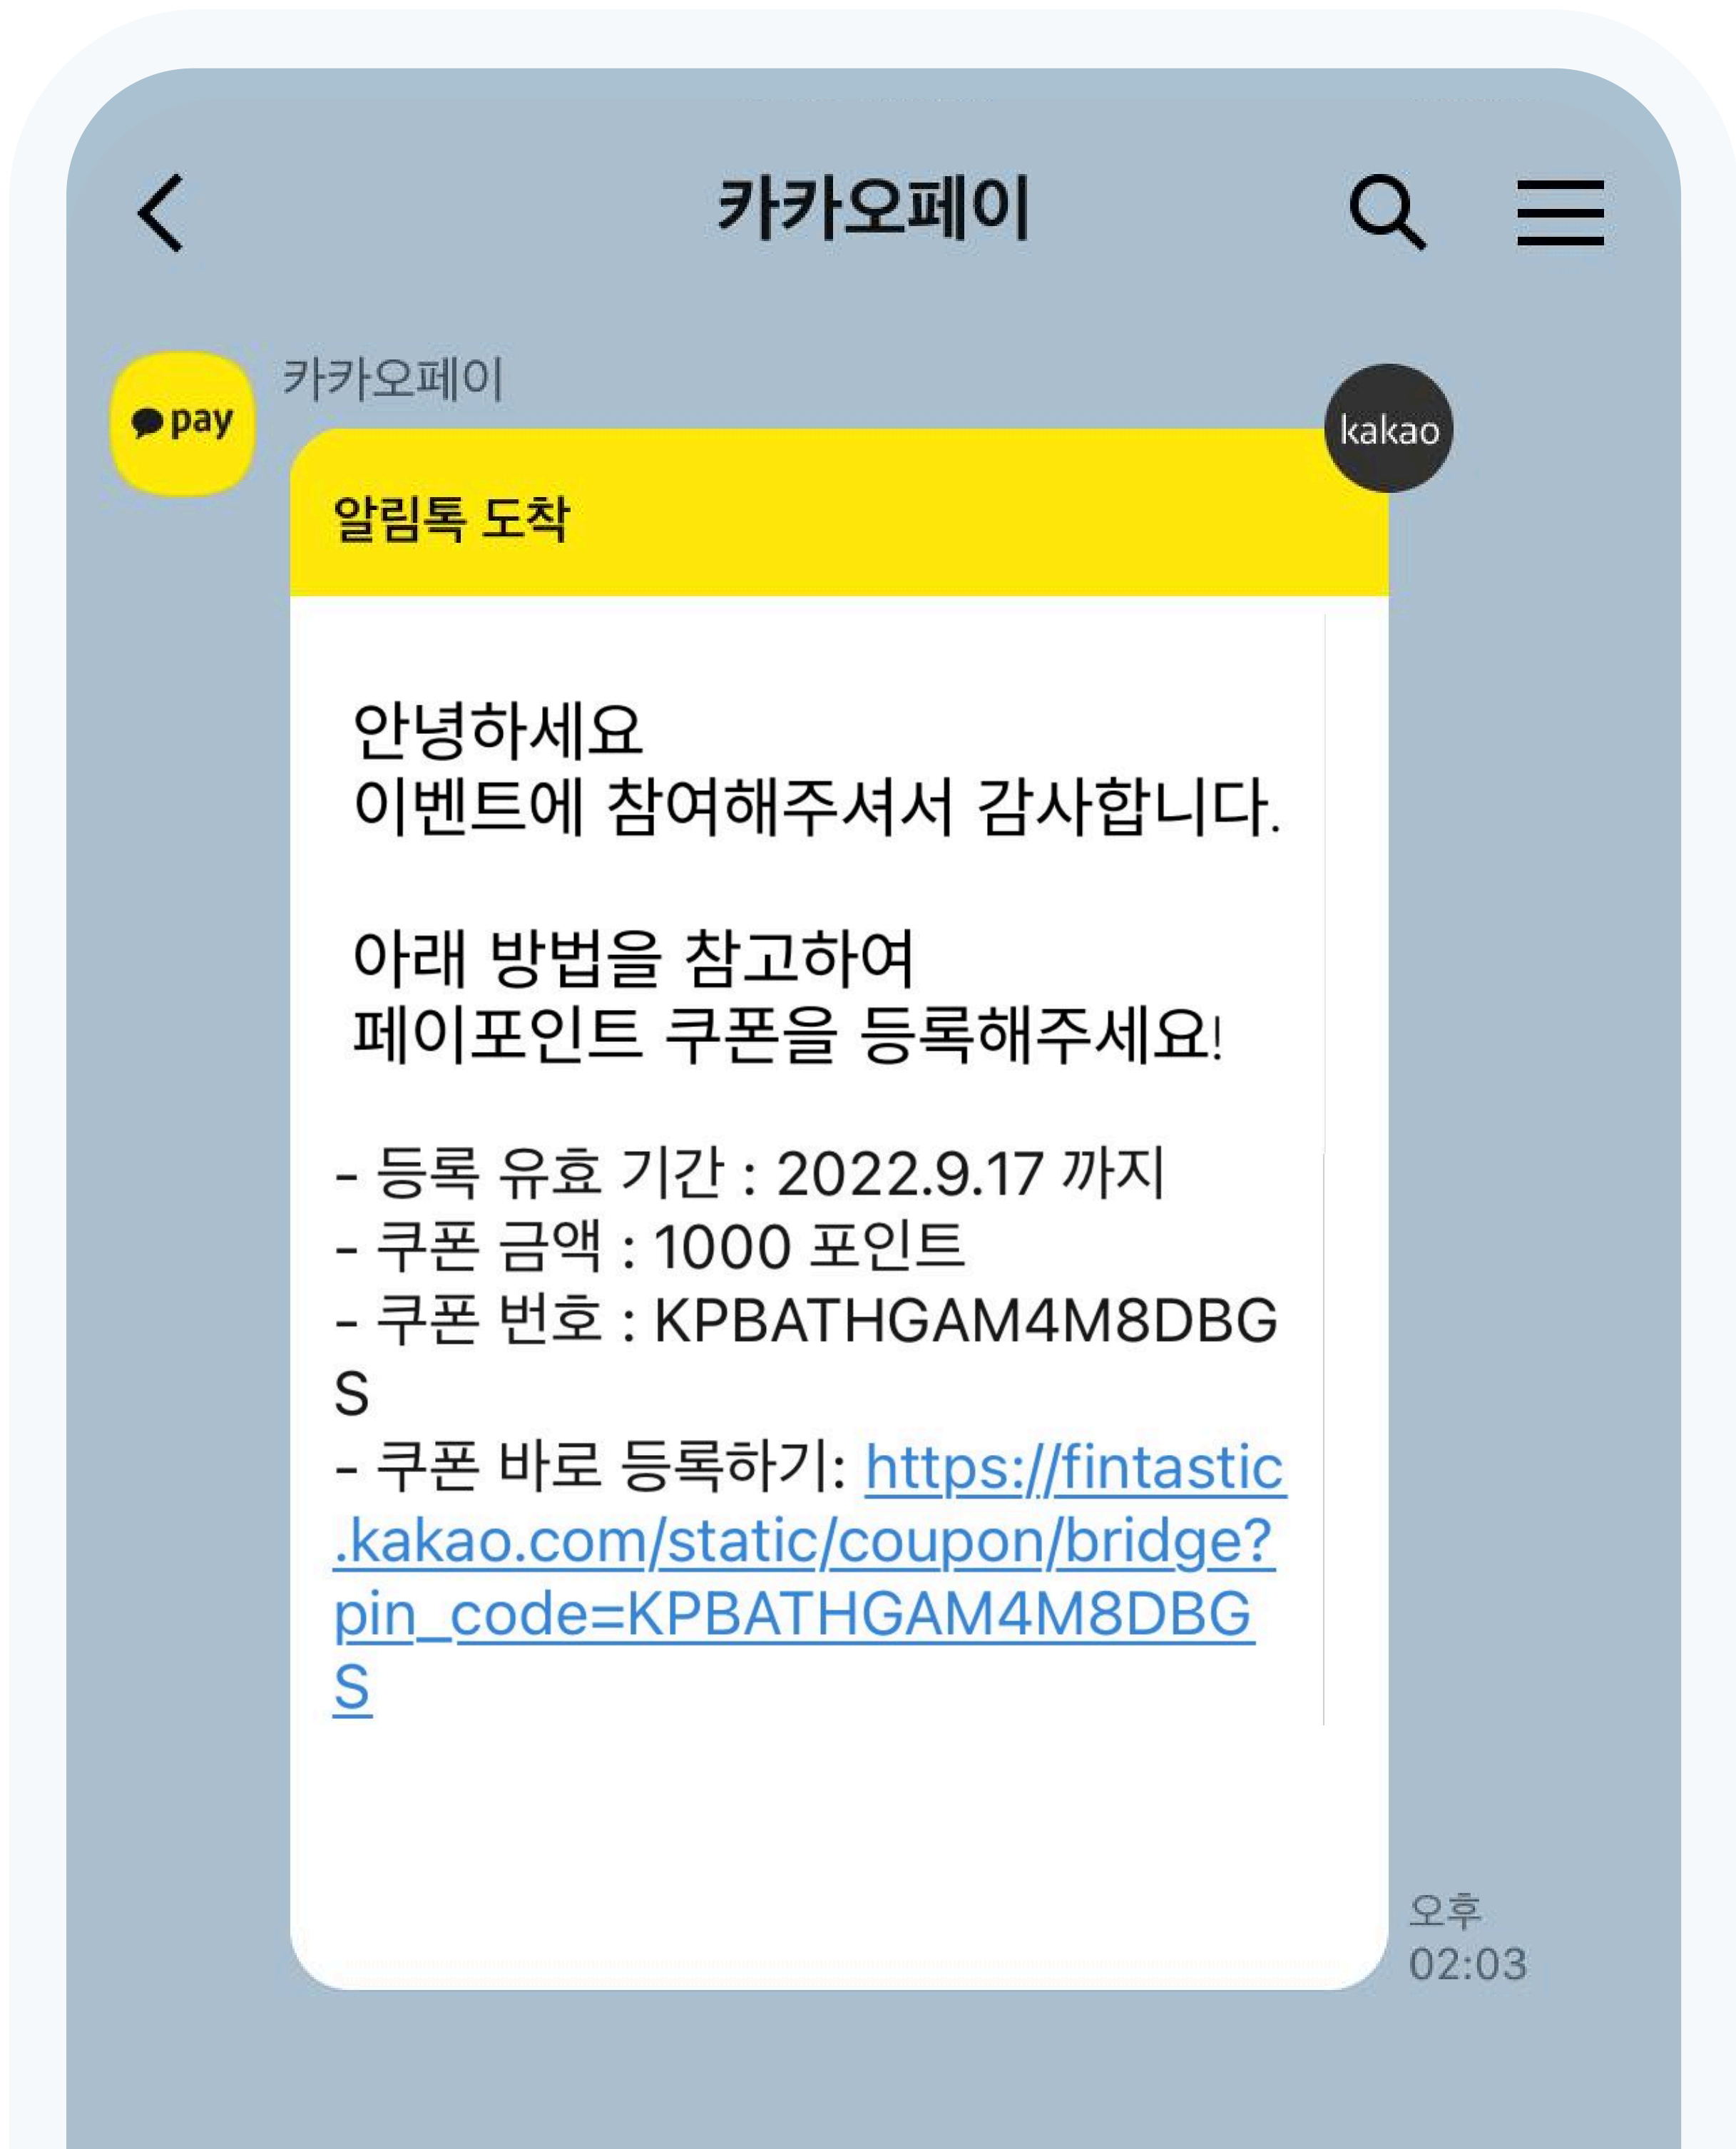 카카오페이
pay
카카오페이
kakao
알림톡 도착
안녕하세요
이벤트에 참여해주셔서 감사합니다.
아래 방법을 참고하여
페이포인트 쿠폰을 등록해주세요!
- 등록 유효 기간 : 2022.9.17 까지
- 쿠폰 금액 : 1000 포인트
- 쿠폰 번호 : KPBATHGAM4M8DBG
S
- 쿠폰 바로 등록하기: https://fintastic
.kakao.com/static/coupon/bridge?
pin_code=KPBATHGAM4M8DBG
S
오후
02:03